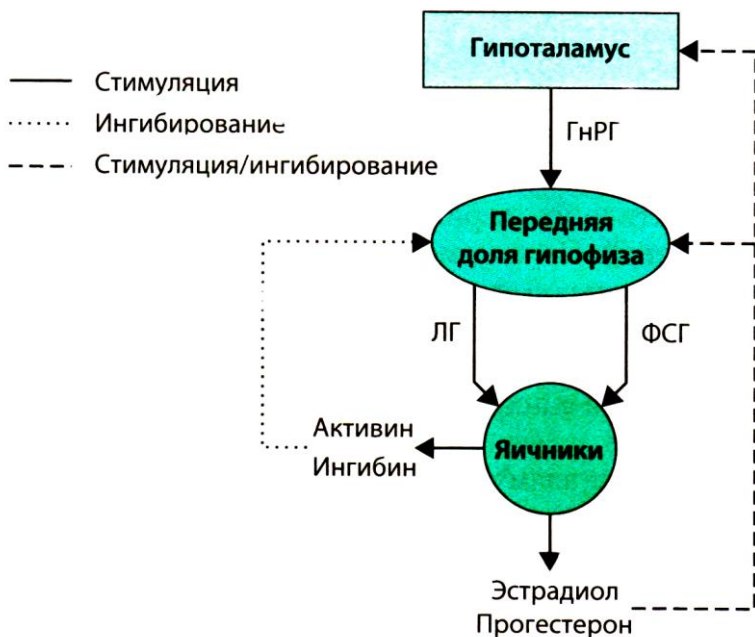 Гипоталамус
Стимуляция
Ингибирование
Стимуляция/ингибирование
ГнРГ
Передняя
доля гипофиза
ЛГ
ФСГ
Активин
Ингибин
Яичники
Эстрадиол
Прогестерон